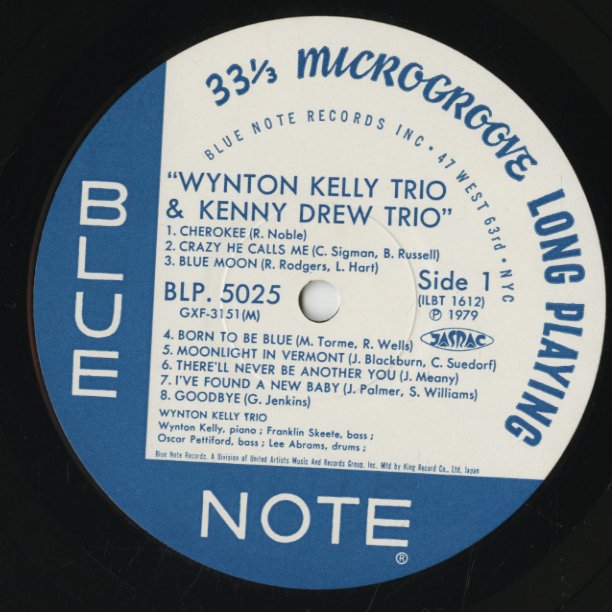 33⅓ MICROGROOVE LONG PLAYING
BLUE NOTE RECORDS INC • 47 WEST 63rd • NYC
BLUE
"WYNTON KELLY TRIO
& KENNY DREW TRIO"
1. CHEROKEE (R. Noble)
2. CRAZY HE CALLS ME (C. Sigman, B. Russell)
3. BLUE MOON (R. Rodgers, L. Hart)
BLP. 5025
GXF-3151(M)
Side 1
(ILBT 1612)
℗ 1979
JASRAC
4. BORN TO BE BLUE (M. Torme, R. Wells)
5. MOONLIGHT IN VERMONT (J. Blackburn, C. Suedorf)
6. THERE'LL NEVER BE ANOTHER YOU (J. Meany)
7. I'VE FOUND A NEW BABY (J. Palmer, S. Williams)
8. GOODBYE (G. Jenkins)
WYNTON KELLY TRIO
Wynton Kelly, piano ; Franklin Skeete, bass ;
Oscar Pettiford, bass ; Lee Abrams, drums ;
Blue Note Records. A Division of United Artists Music And Records Group, Inc. Mfd by King Record Co., Ltd, Japan
NOTE®